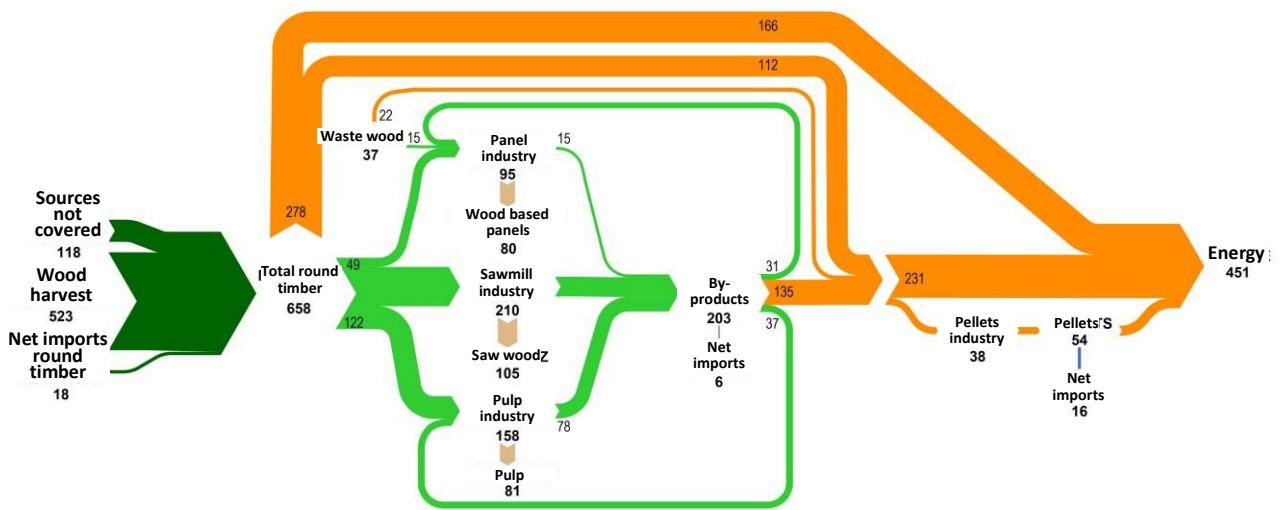 166
112
22
Waste wood
37
15
Panel
industry
95
15
Wood based
panels
80
Sources
not
covered
118
Wood
harvest
523
Net imports
round
timber
18
278
Total round
timber
658
49
122
Sawmill
industry
210
Saw wood
105
Pulp
industry
158
78
Pulp
81
By-
products
203
Net
imports
6
31
135
37
231
Pellets
industry
38
Pellets
54
Net
imports
16
Energy
451